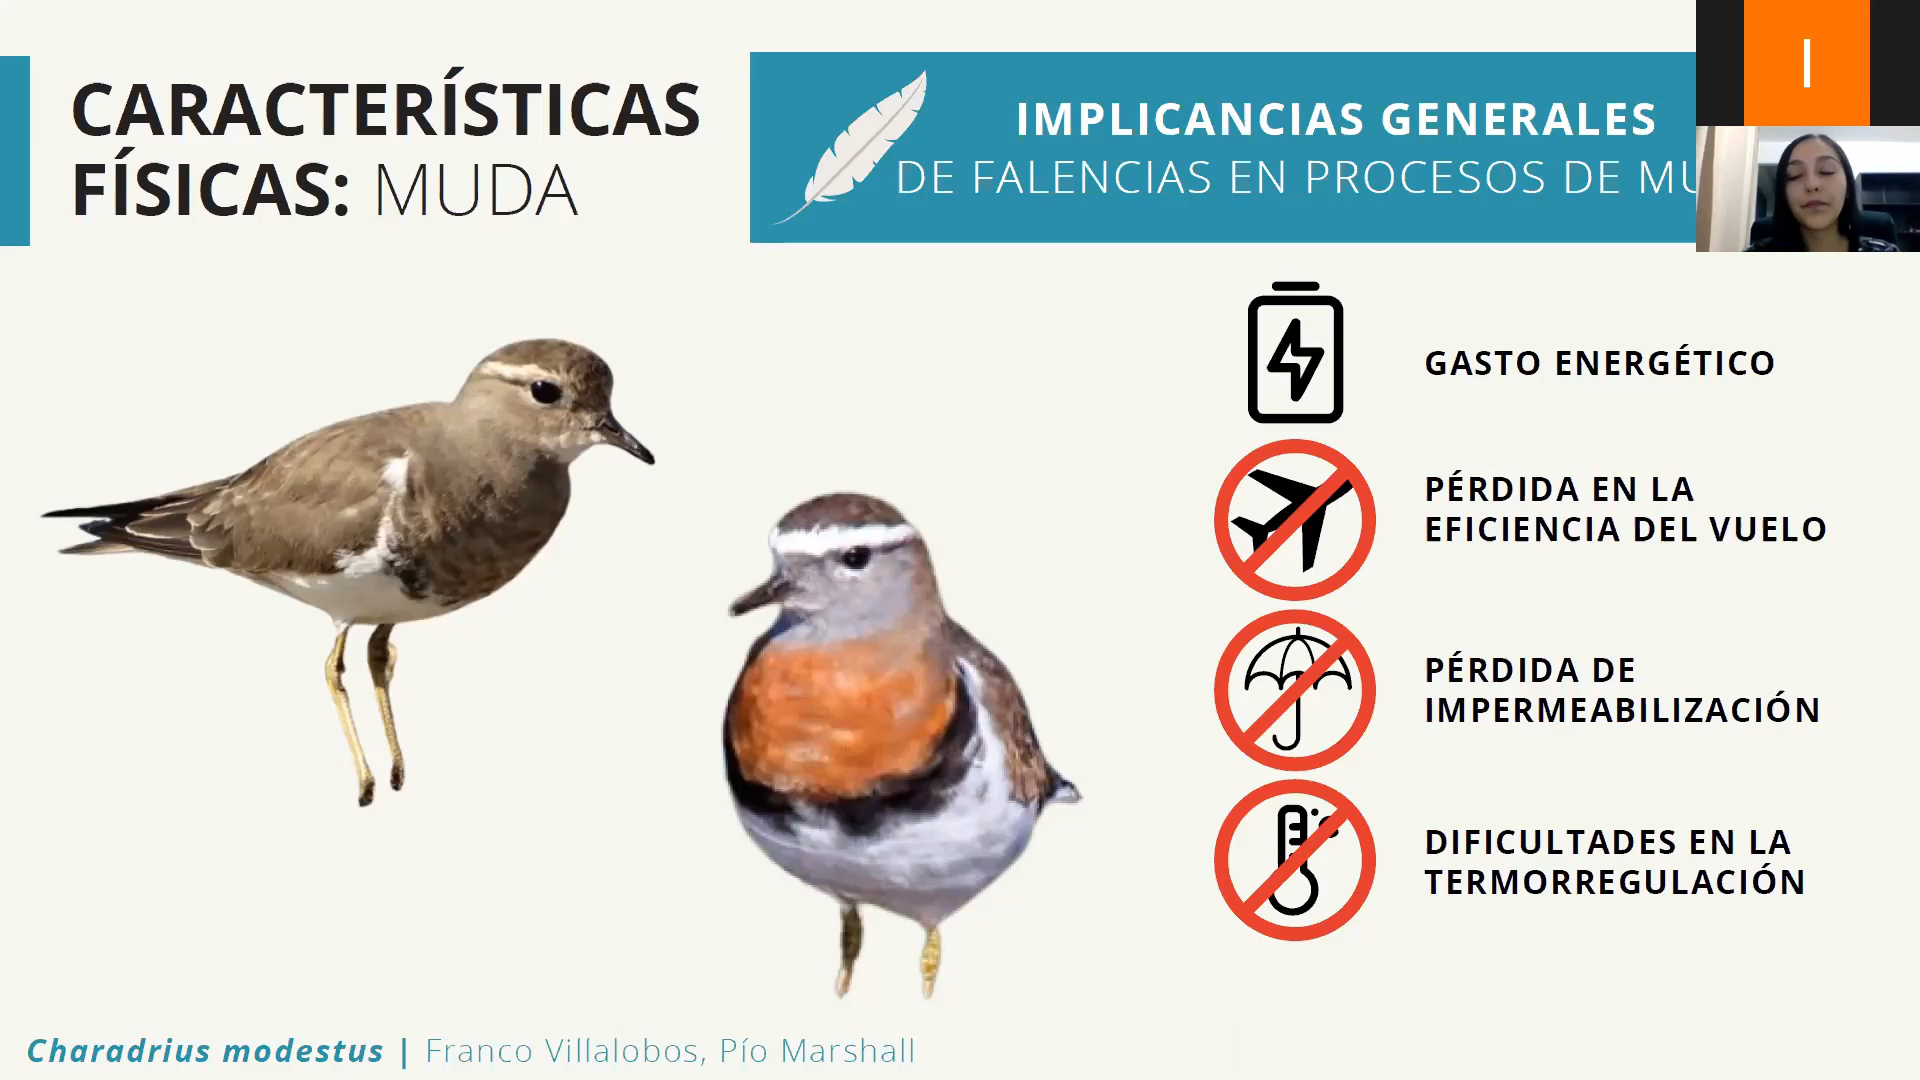 CARACTERÍSTICAS
FÍSICAS: MUDA
IMPLICANCIAS GENERALES
DE FALENCIAS EN PROCESOS DE MU
I
GASTO ENERGÉTICO
PÉRDIDA EN LA
EFICIENCIA DEL VUELO
PÉRDIDA DE
IMPERMEABILIZACIÓN
DIFICULTADES EN LA
TERMORREGULACIÓN
Charadrius modestus | Franco Villalobos, Pío Marshall